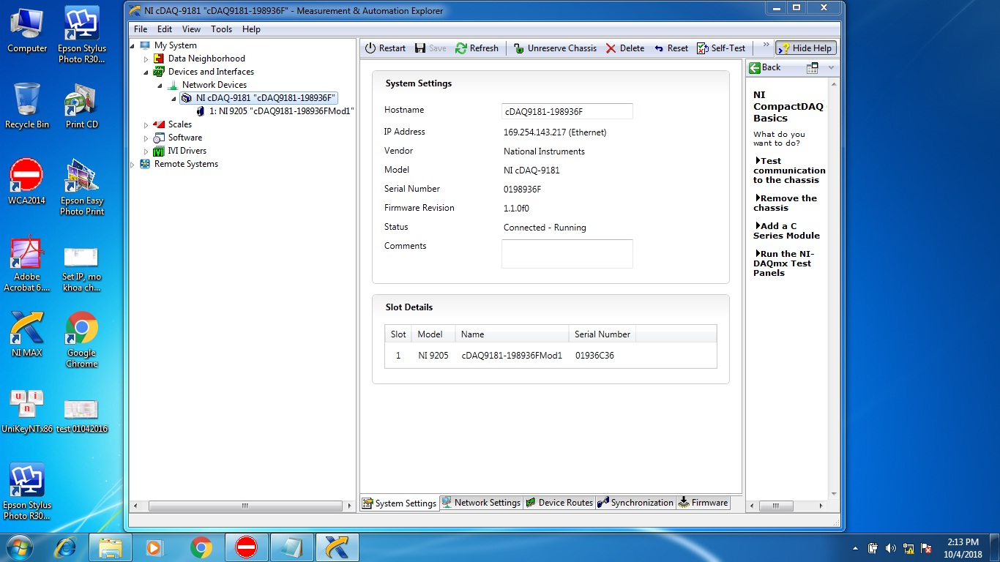 NI cDAQ-9181 "cDAQ9181-198936F" - Measurement & Automation Explorer
File Edit View Tools Help
My System
Data Neighborhood
Devices and Interfaces
Network Devices
NI cDAQ-9181 "cDAQ9181-198936F"
1: NI 9205 "cDAQ9181-198936FMod1"
Scales
Software
IVI Drivers
Remote Systems
Restart Save Refresh Unreserve Chassis Delete Reset Self-Test » Hide Help
System Settings
Hostname cDAQ9181-198936F
IP Address 169.254.143.217 (Ethernet)
Vendor National Instruments
Model NI cDAQ-9181
Serial Number 0198936F
Firmware Revision 1.1.0f0
Status Connected - Running
Comments
Slot Details
Slot Model Name Serial Number
1 NI 9205 cDAQ9181-198936FMod1 01936C36
System Settings Network Settings Device Routes Synchronization Firmware
Back
NI
CompactDAQ
Basics
What do you
want to do?
Test
communication
to the chassis
Remove the
chassis
Add a C
Series Module
Run the NI-
DAQmx Test
Panels
Computer
Epson Stylus
Photo R30...
Recycle Bin
Print CD
WCA2014
Epson Easy
Photo Print
Adobe
Acrobat 6....
Set IP, mo
khoa ch...
NI MAX
Google
Chrome
u i
n
UniKeyNTx86
test 01042016
Epson Stylus
Photo R30...
2:13 PM
10/4/2018